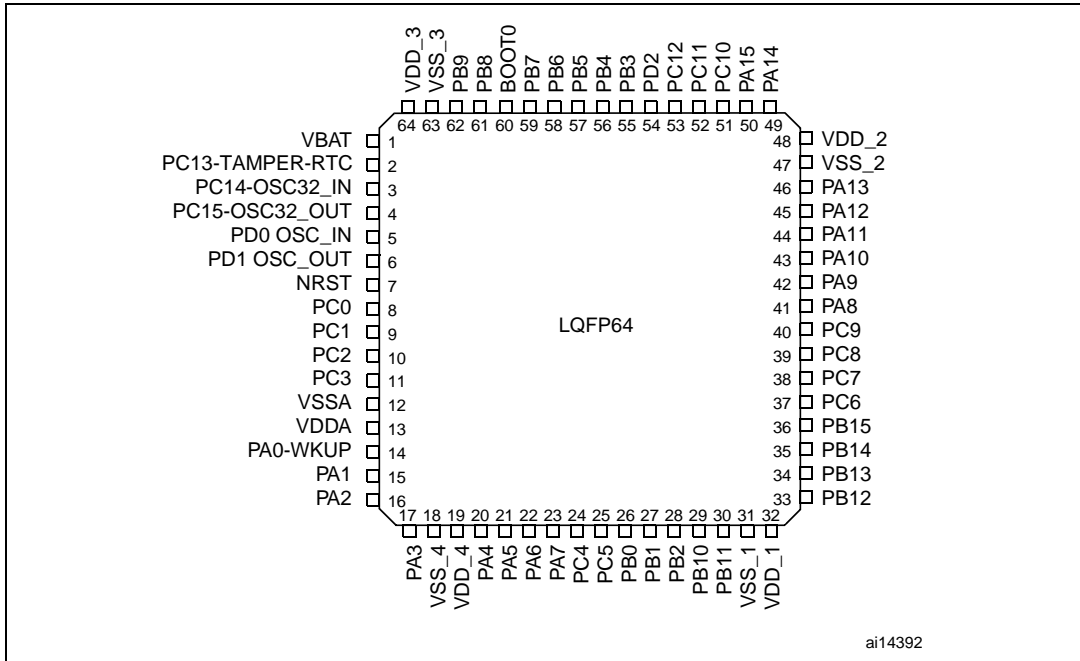 VDD_3
VSS_3
PB9
PB8
BOOT0
PB7
PB6
PB5
PB4
PB3
PD2
PC12
PC11
PC10
PA15
PA14
64 63 62 61 60 59 58 57 56 55 54 53 52 51 50 49
VBAT 1
PC13-TAMPER-RTC 2
PC14-OSC32_IN 3
PC15-OSC32_OUT 4
PD0 OSC_IN 5
PD1 OSC_OUT 6
NRST 7
PC0 8
PC1 9
PC2 10
PC3 11
VSSA 12
VDDA 13
PA0-WKUP 14
PA1 15
PA2 16
LQFP64
48 VDD_2
47 VSS_2
46 PA13
45 PA12
44 PA11
43 PA10
42 PA9
41 PA8
40 PC9
39 PC8
38 PC7
37 PC6
36 PB15
35 PB14
34 PB13
33 PB12
17 18 19 20 21 22 23 24 25 26 27 28 29 30 31 32
PA3
VSS_4
VDD_4
PA4
PA5
PA6
PA7
PC4
PC5
PB0
PB1
PB2
PB10
PB11
VSS_1
VDD_1
ai14392